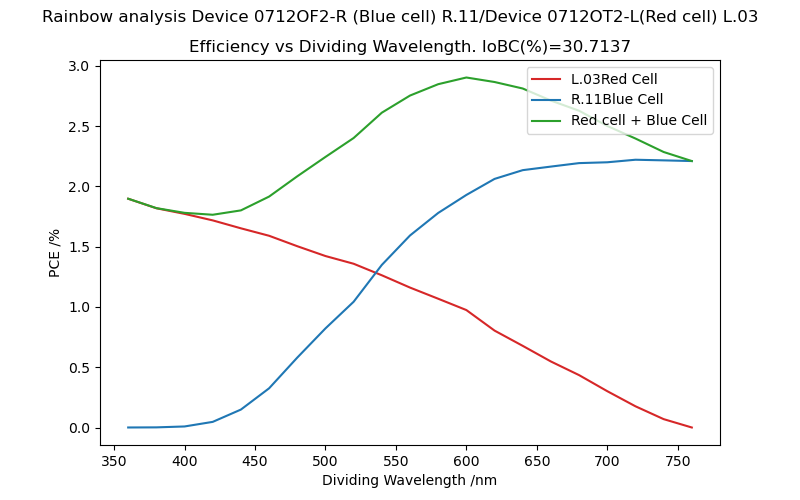 Rainbow analysis Device 0712OF2-R (Blue cell) R.11/Device 0712OT2-L(Red cell) L.03
Efficiency vs Dividing Wavelength. IoBC(%)=30.7137
3.0
2.5
2.0
1.5
1.0
0.5
0.0
PCE /%
L.03Red Cell
R.11Blue Cell
Red cell + Blue Cell
350 400 450 500 550 600 650 700 750
Dividing Wavelength /nm